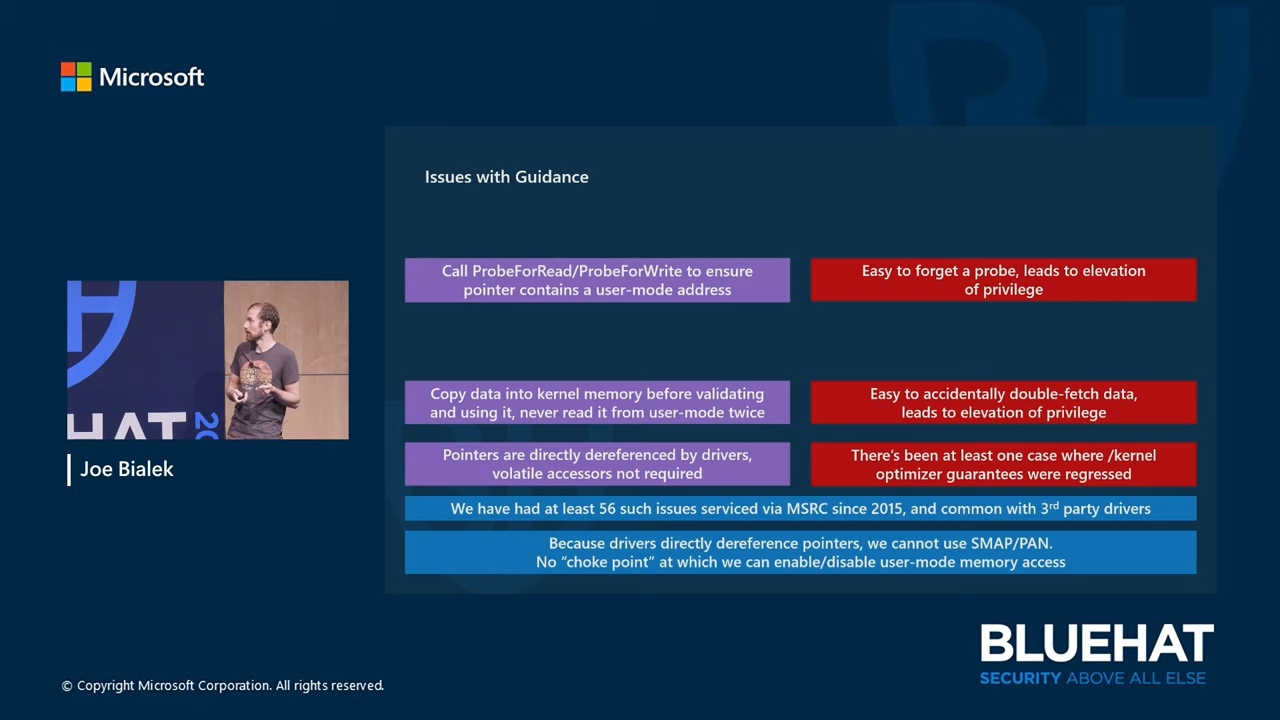 Microsoft
Issues with Guidance
Call ProbeForRead/ProbeForWrite to ensure
pointer contains a user-mode address
Easy to forget a probe, leads to elevation
of privilege
Copy data into kernel memory before validating
and using it, never read it from user-mode twice
Easy to accidentally double-fetch data,
leads to elevation of privilege
Pointers are directly dereferenced by drivers,
volatile accessors not required
There's been at least one case where /kernel
optimizer guarantees were regressed
We have had at least 56 such issues serviced via MSRC since 2015, and common with 3rd party drivers
Because drivers directly dereference pointers, we cannot use SMAP/PAN.
No “choke point” at which we can enable/disable user-mode memory access
HAT 20
Joe Bialek
BLUEHAT
SECURITY ABOVE ALL ELSE
© Copyright Microsoft Corporation. All rights reserved.